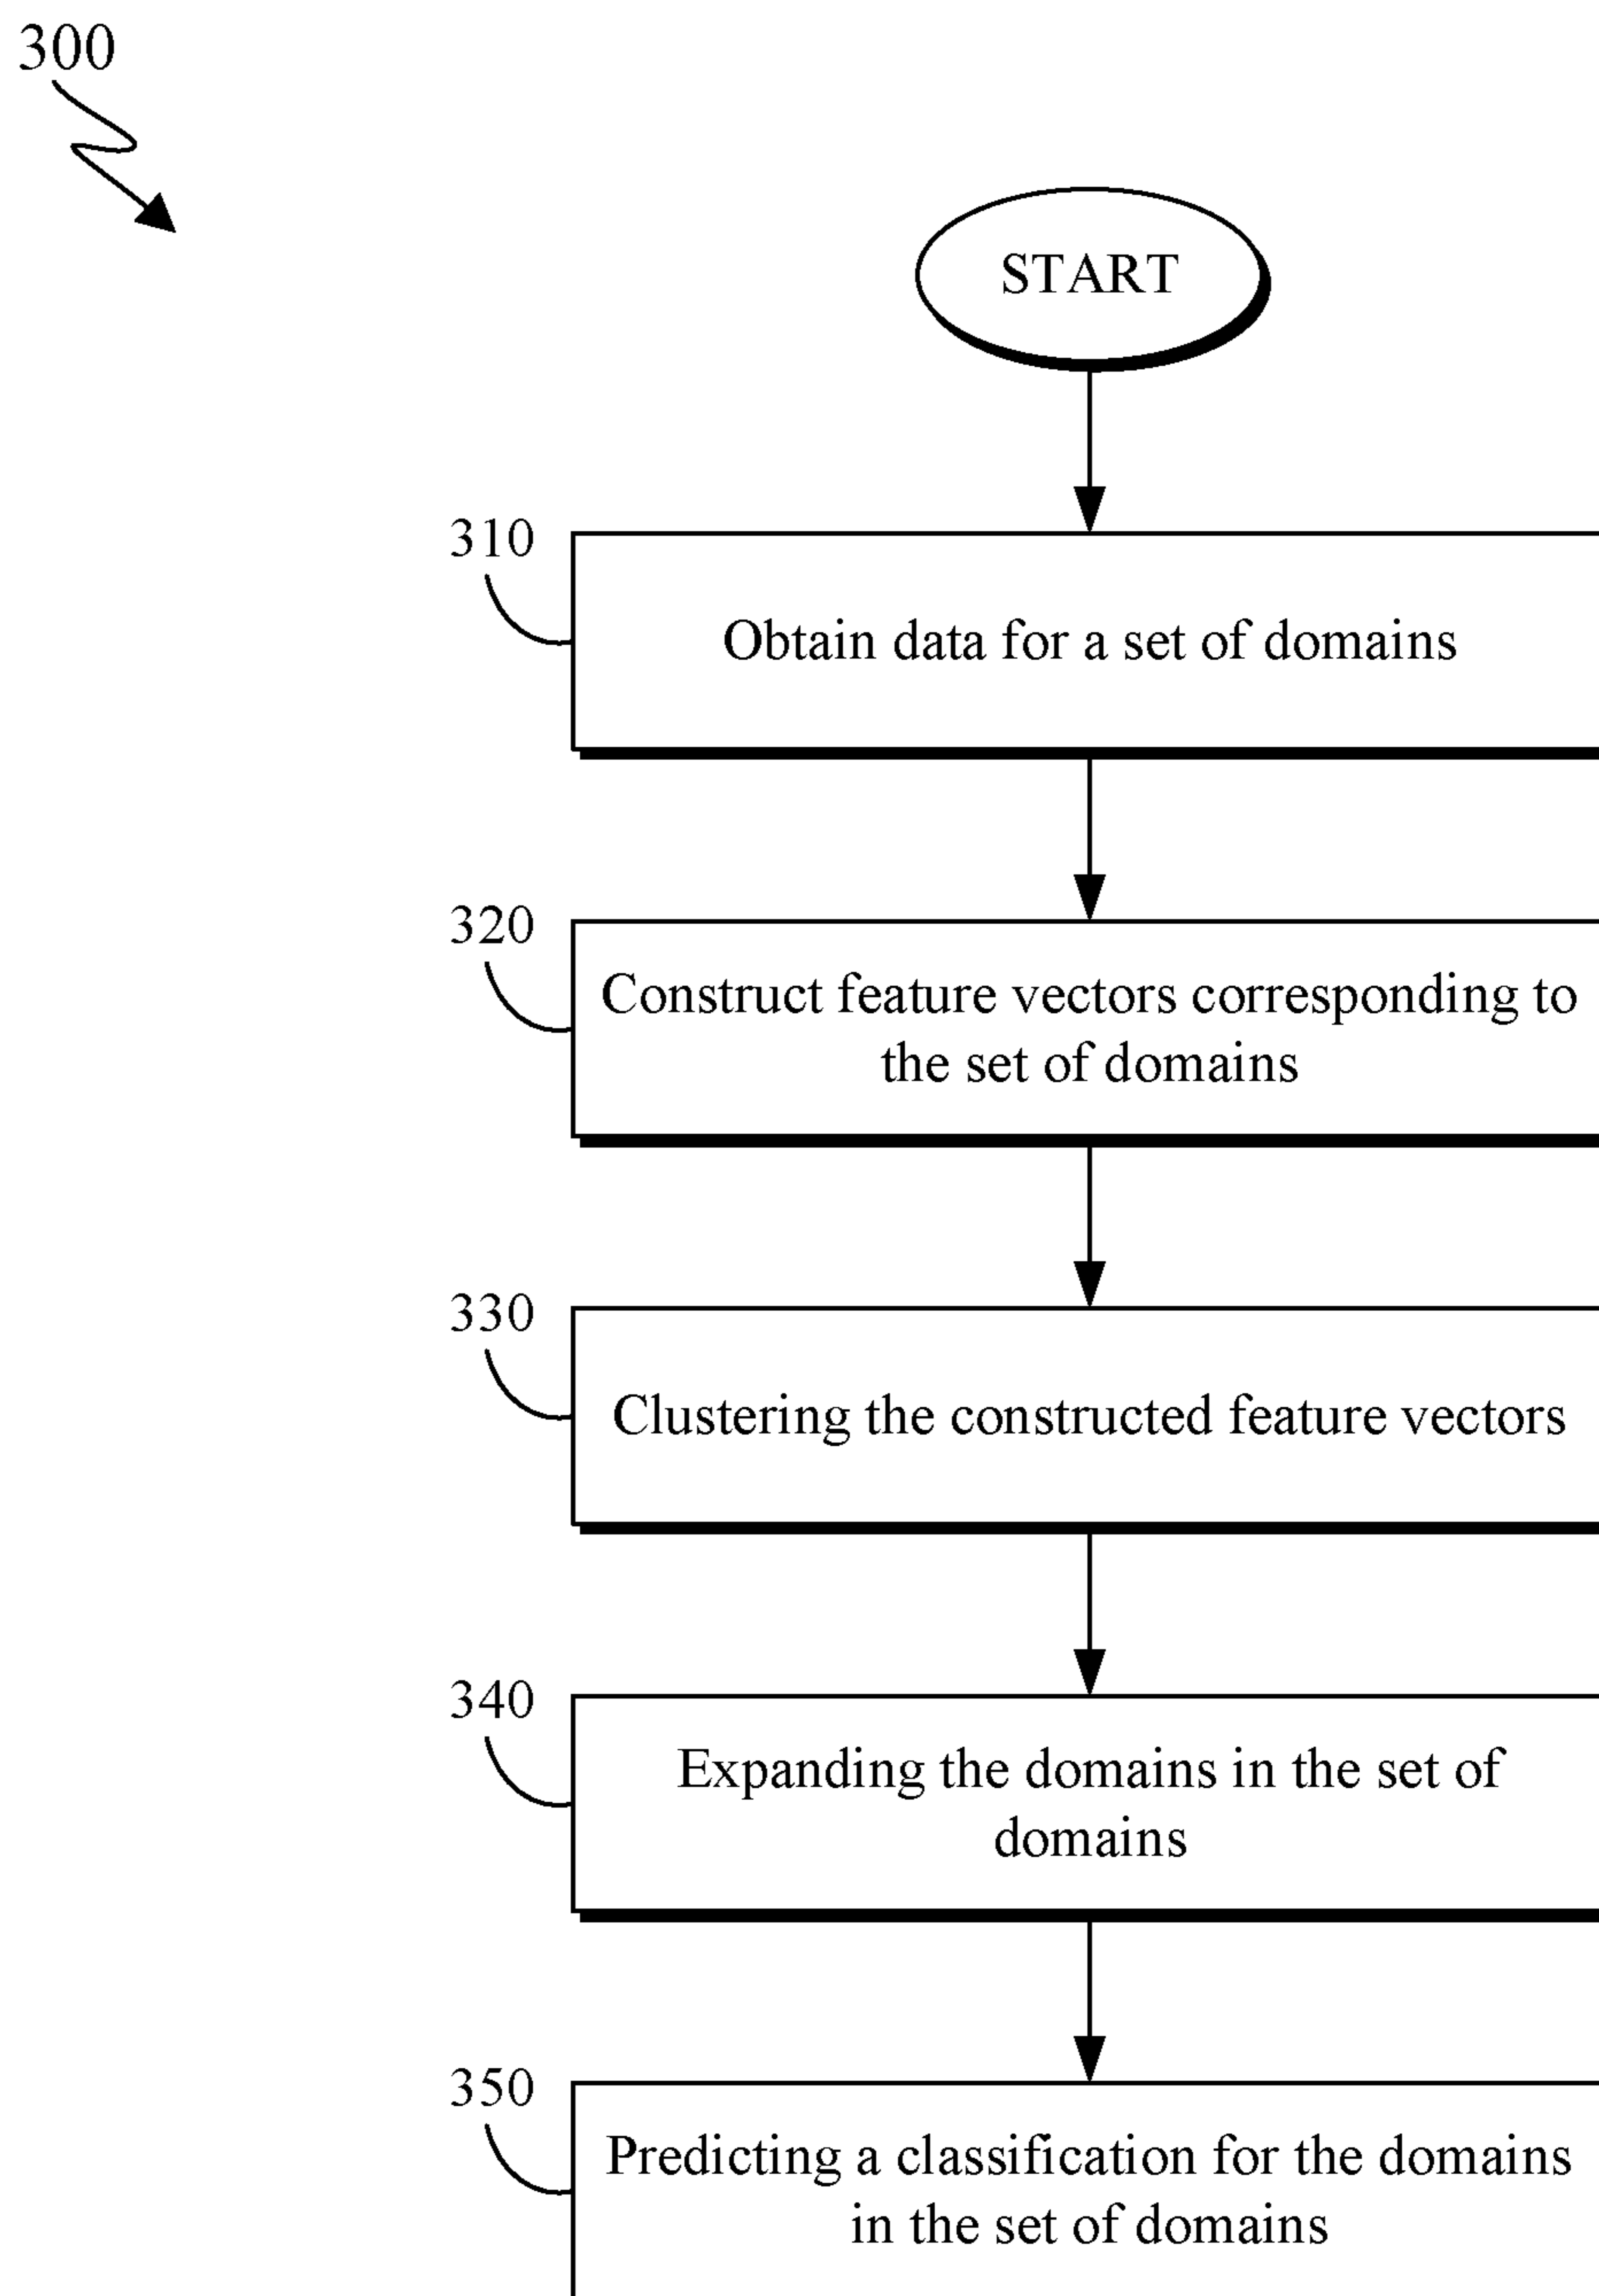 300
START
310
Obtain data for a set of domains
320
Construct feature vectors corresponding to
the set of domains
330
Clustering the constructed feature vectors
340
Expanding the domains in the set of
domains
350
Predicting a classification for the domains
in the set of domains